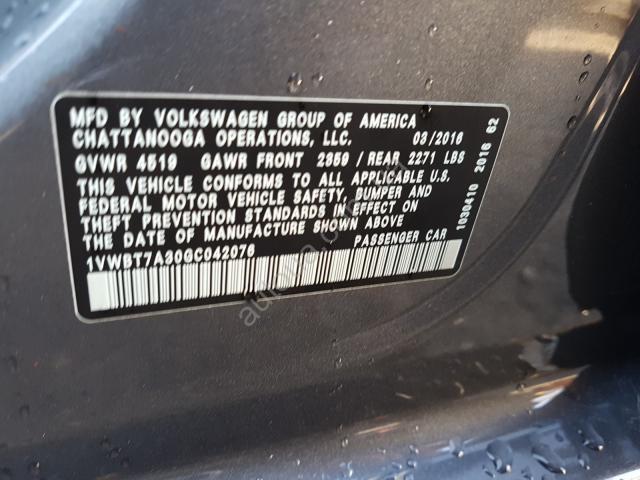 MFD BY VOLKSWAGEN GROUP OF AMERICA
CHATTANOOGA OPERATIONS, LLC. 03/2016
GVWR 4519 GAWR FRONT 2359 / REAR 2271 LBS
THIS VEHICLE CONFORMS TO ALL APPLICABLE U.S.
FEDERAL MOTOR VEHICLE SAFETY, BUMPER AND
THEFT PREVENTION STANDARDS IN EFFECT ON
THE DATE OF MANUFACTURE SHOWN ABOVE
1VWBT7A30GC042076 PASSENGER CAR
1030410 2016 62